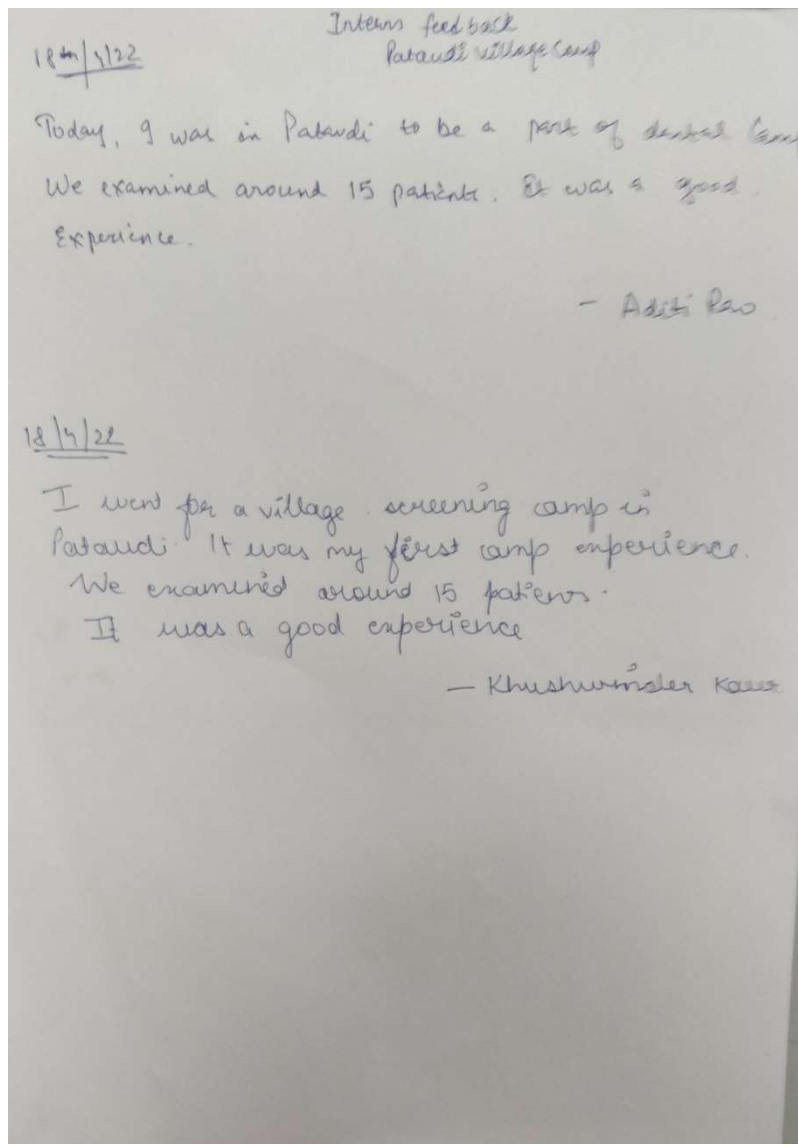 Interns feedback
Pataudi village Camp
18th/4/22
Today, I was in Pataudi to be a part of dental Camp
We examined around 15 patients. It was a good
Experience.
- Aditi Rao
18/4/22
I went for a village screening camp in
Pataudi. It was my first camp experience.
We examined around 15 patients.
It was a good experience
- Khushwinder Kaur